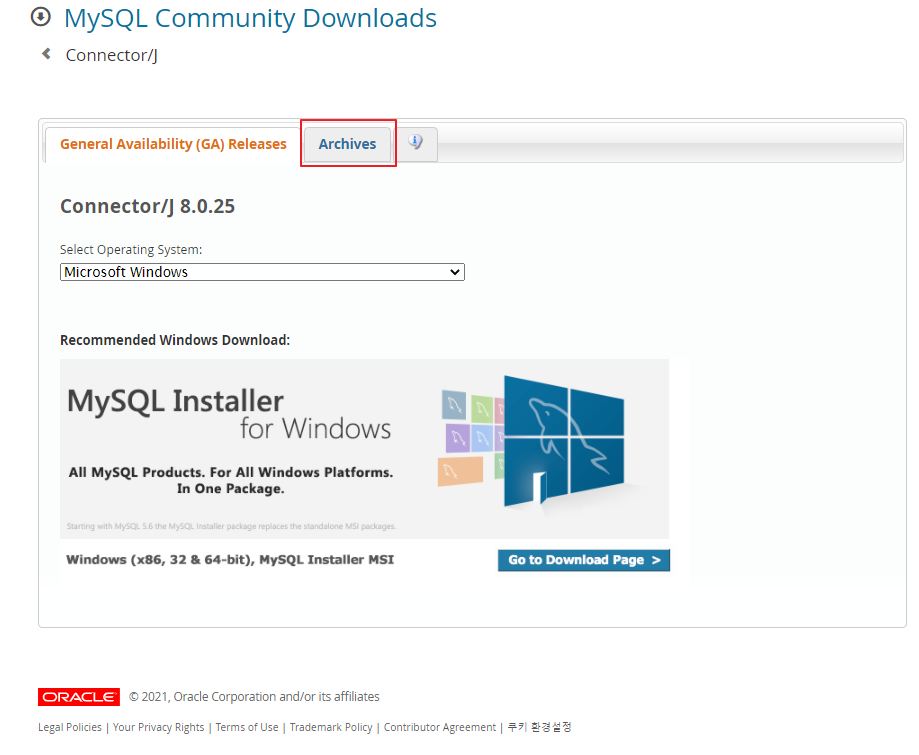 MySQL Community Downloads
Connector/J
General Availability (GA) Releases
Archives
Connector/J 8.0.25
Select Operating System:
Microsoft Windows
Recommended Windows Download:
MySQL Installer
for Windows
All MySQL Products. For All Windows Platforms.
In One Package.
Starting with MySQL 5.6 the MySQL Installer package replaces the standalone MSI packages.
Windows (x86, 32 & 64-bit), MySQL Installer MSI
Go to Download Page >
ORACLE © 2021, Oracle Corporation and/or its affiliates
Legal Policies | Your Privacy Rights | Terms of Use | Trademark Policy | Contributor Agreement | 쿠키 환경설정